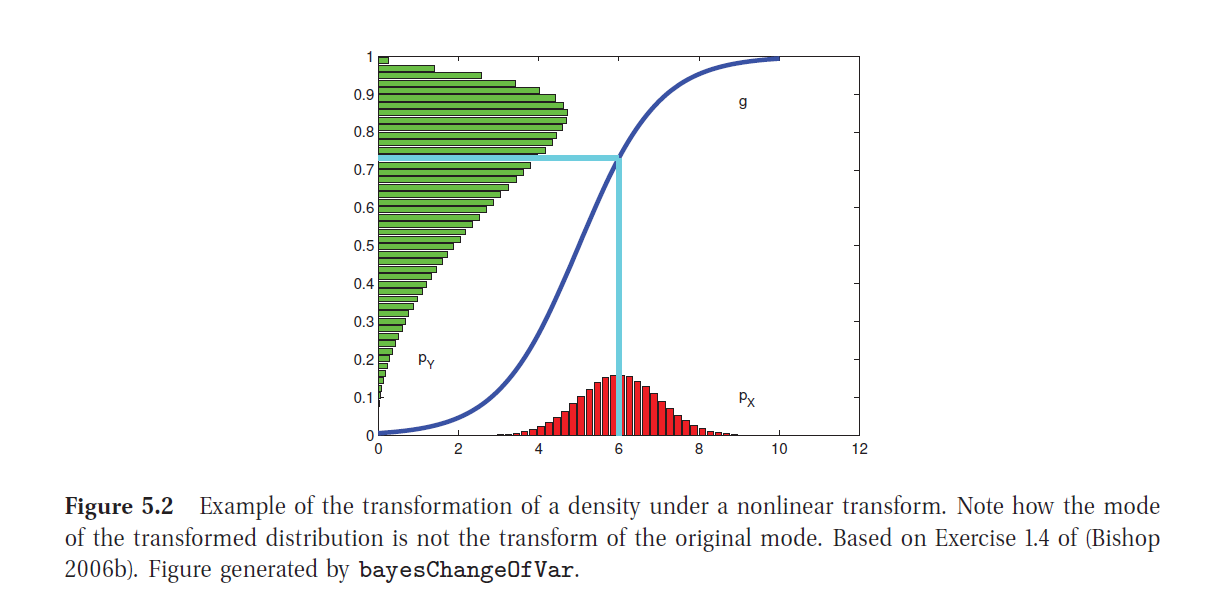 1
0.9
g
0.8
0.7
0.6
0.5
0.4
0.3
0.2
pY
0.1
pX
0
0 2 4 6 8 10 12
Figure 5.2 Example of the transformation of a density under a nonlinear transform. Note how the mode
of the transformed distribution is not the transform of the original mode. Based on Exercise 1.4 of (Bishop
2006b). Figure generated by bayesChangeOfVar.